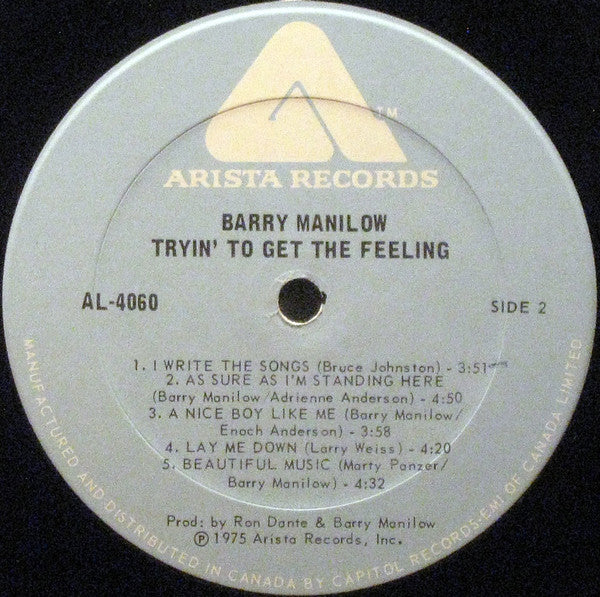 TM
ARISTA RECORDS
BARRY MANILOW
TRYIN' TO GET THE FEELING
AL-4060
SIDE 2
1. I WRITE THE SONGS (Bruce Johnston) - 3:51
2. AS SURE AS I'M STANDING HERE
(Barry Manilow/Adrienne Anderson) - 4:50
3. A NICE BOY LIKE ME (Barry Manilow/
Enoch Anderson) - 3:58
4. LAY ME DOWN (Larry Weiss) - 4:20
5. BEAUTIFUL MUSIC (Marty Panzer/
Barry Manilow) - 4:32
Prod: by Ron Dante & Barry Manilow
Ⓟ 1975 Arista Records, Inc.
MANUFACTURED AND DISTRIBUTED IN CANADA BY CAPITOL RECORDS-EMI OF CANADA LIMITED